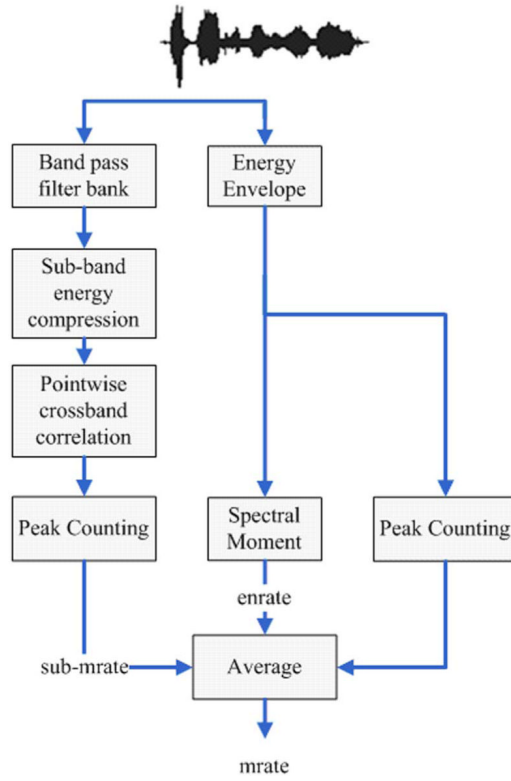 Band pass
filter bank
Energy
Envelope
Sub-band
energy
compression
Pointwise
crossband
correlation
Peak Counting
Spectral
Moment
Peak Counting
enrate
sub-mrate
Average
mrate